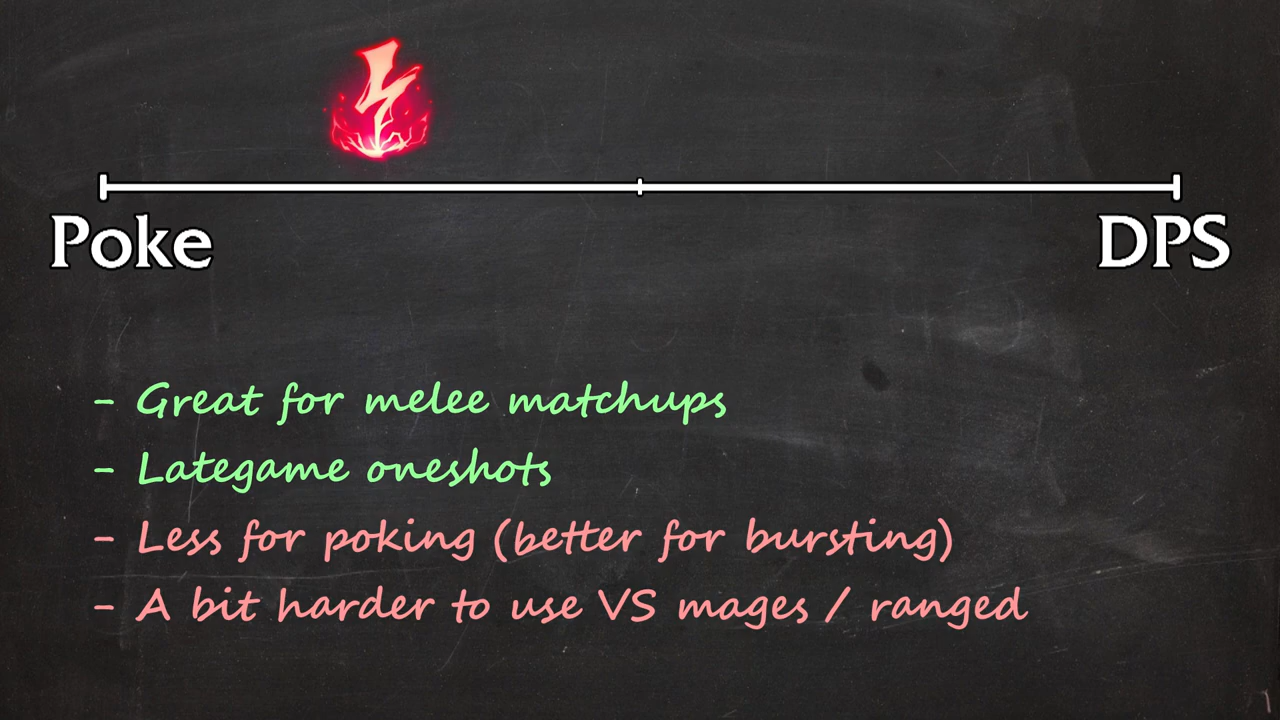 Poke
DPS
- Great for melee matchups
- Lategame oneshots
- Less for poking (better for bursting)
- A bit harder to use VS mages / ranged